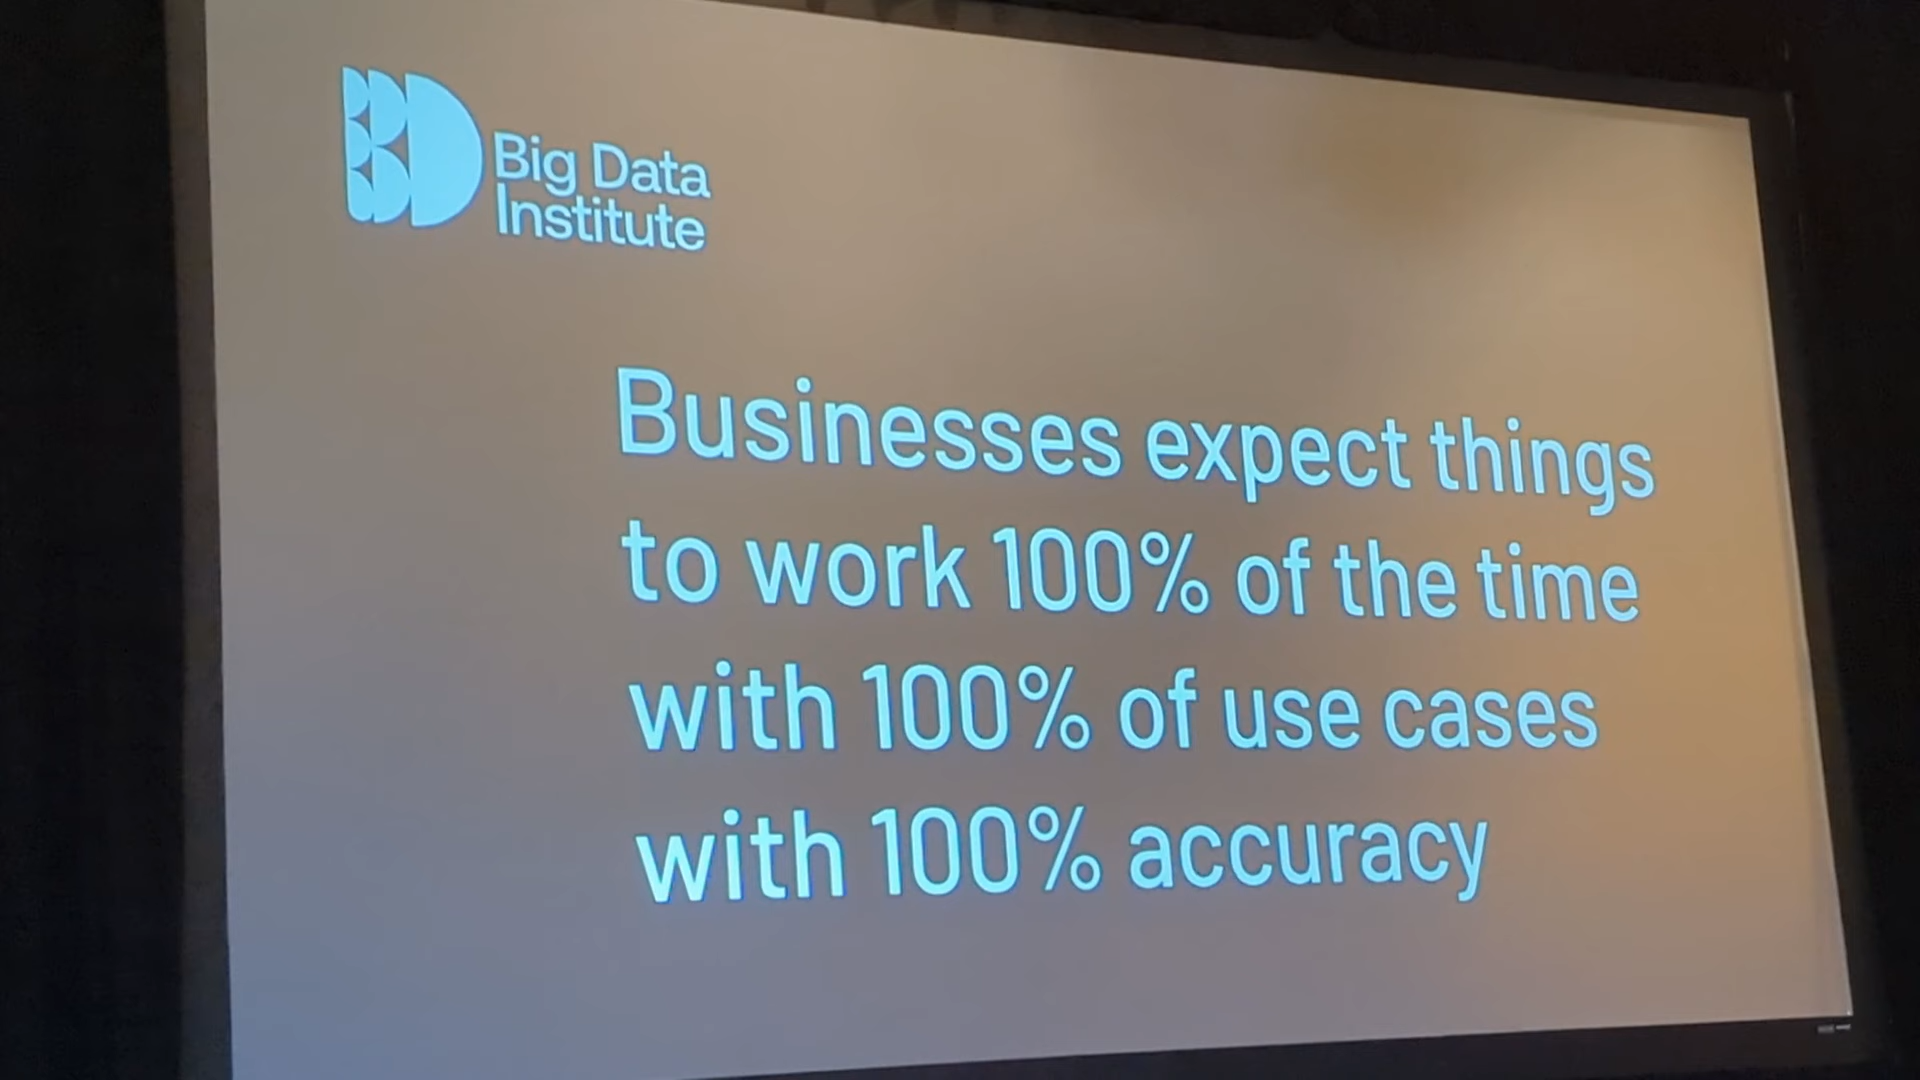 Big Data
Institute
Businesses expect things
to work 100% of the time
with 100% of use cases
with 100% accuracy